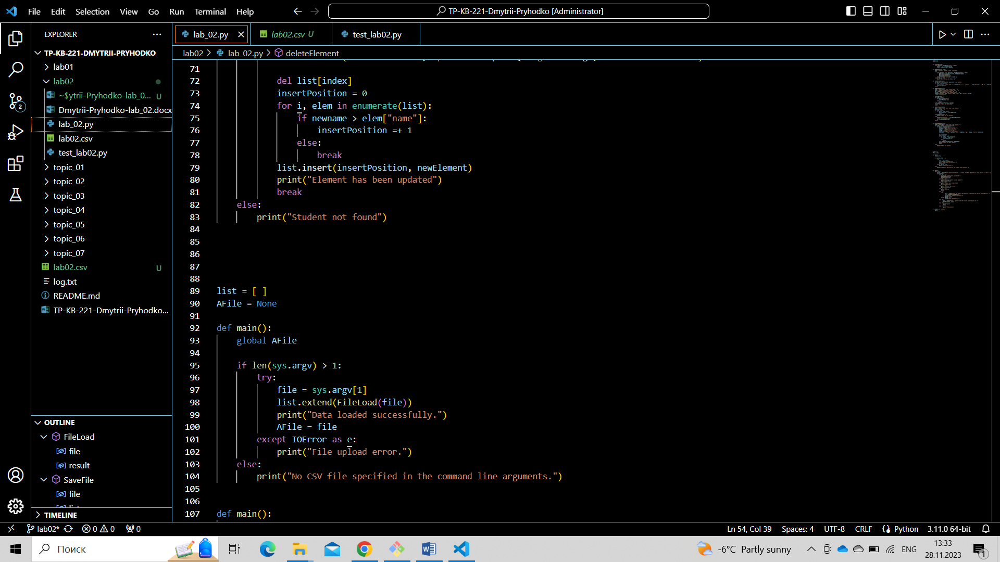 File Edit Selection View Go Run Terminal Help
TP-KB-221-Dmytrii-Pryhodko [Administrator]
EXPLORER
TP-KB-221-DMYTRII-PRYHODKO
lab01
lab02
~$ytrii-Pryhodko-lab_0... U
Dmytrii-Pryhodko-lab_02.docx
lab_02.py
lab02.csv
test_lab02.py
topic_01
topic_02
topic_03
topic_04
topic_05
topic_06
topic_07
lab02.csv U
log.txt
README.md
TP-KB-221-Dmytrii-Pryhodko...
OUTLINE
FileLoad
file
result
SaveFile
file
TIMELINE
lab_02.py
lab02.csv U
test_lab02.py
lab02 > lab_02.py > deleteElement
71
72 del list[index]
73 insertPosition = 0
74 for i, elem in enumerate(list):
75 if newname > elem["name"]:
76 insertPosition =+ 1
77 else:
78 break
79 list.insert(insertPosition, newElement)
80 print("Element has been updated")
81 break
82 else:
83 print("Student not found")
84
85
86
87
88
89 list = [ ]
90 AFile = None
91
92 def main():
93 global AFile
94
95 if len(sys.argv) > 1:
96 try:
97 file = sys.argv[1]
98 list.extend(FileLoad(file))
99 print("Data loaded successfully.")
100 AFile = file
101 except IOError as e:
102 print("File upload error.")
103 else:
104 print("No CSV file specified in the command line arguments.")
105
106
107 def main():
2
lab02* 0 0 0
Ln 54, Col 39 Spaces: 4 UTF-8 CRLF Python 3.11.0 64-bit
Поиск
-6°C Partly sunny
ENG
13:33
28.11.2023
1